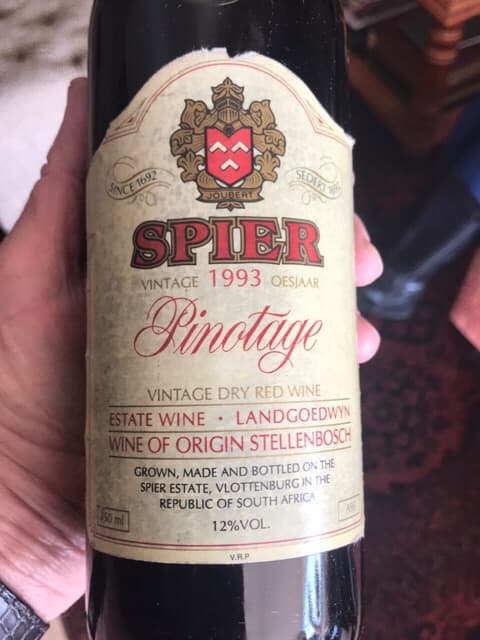 JOUBERT
SINCE 1692
SEDERT 1692
SPIER
VINTAGE 1993 OESJAAR
Pinotage
VINTAGE DRY RED WINE
ESTATE WINE • LANDGOEDWYN
WINE OF ORIGIN STELLENBOSCH
GROWN, MADE AND BOTTLED ON THE
SPIER ESTATE, VLOTTENBURG IN THE
REPUBLIC OF SOUTH AFRICA
750 ml
12%VOL.
V.R.P.